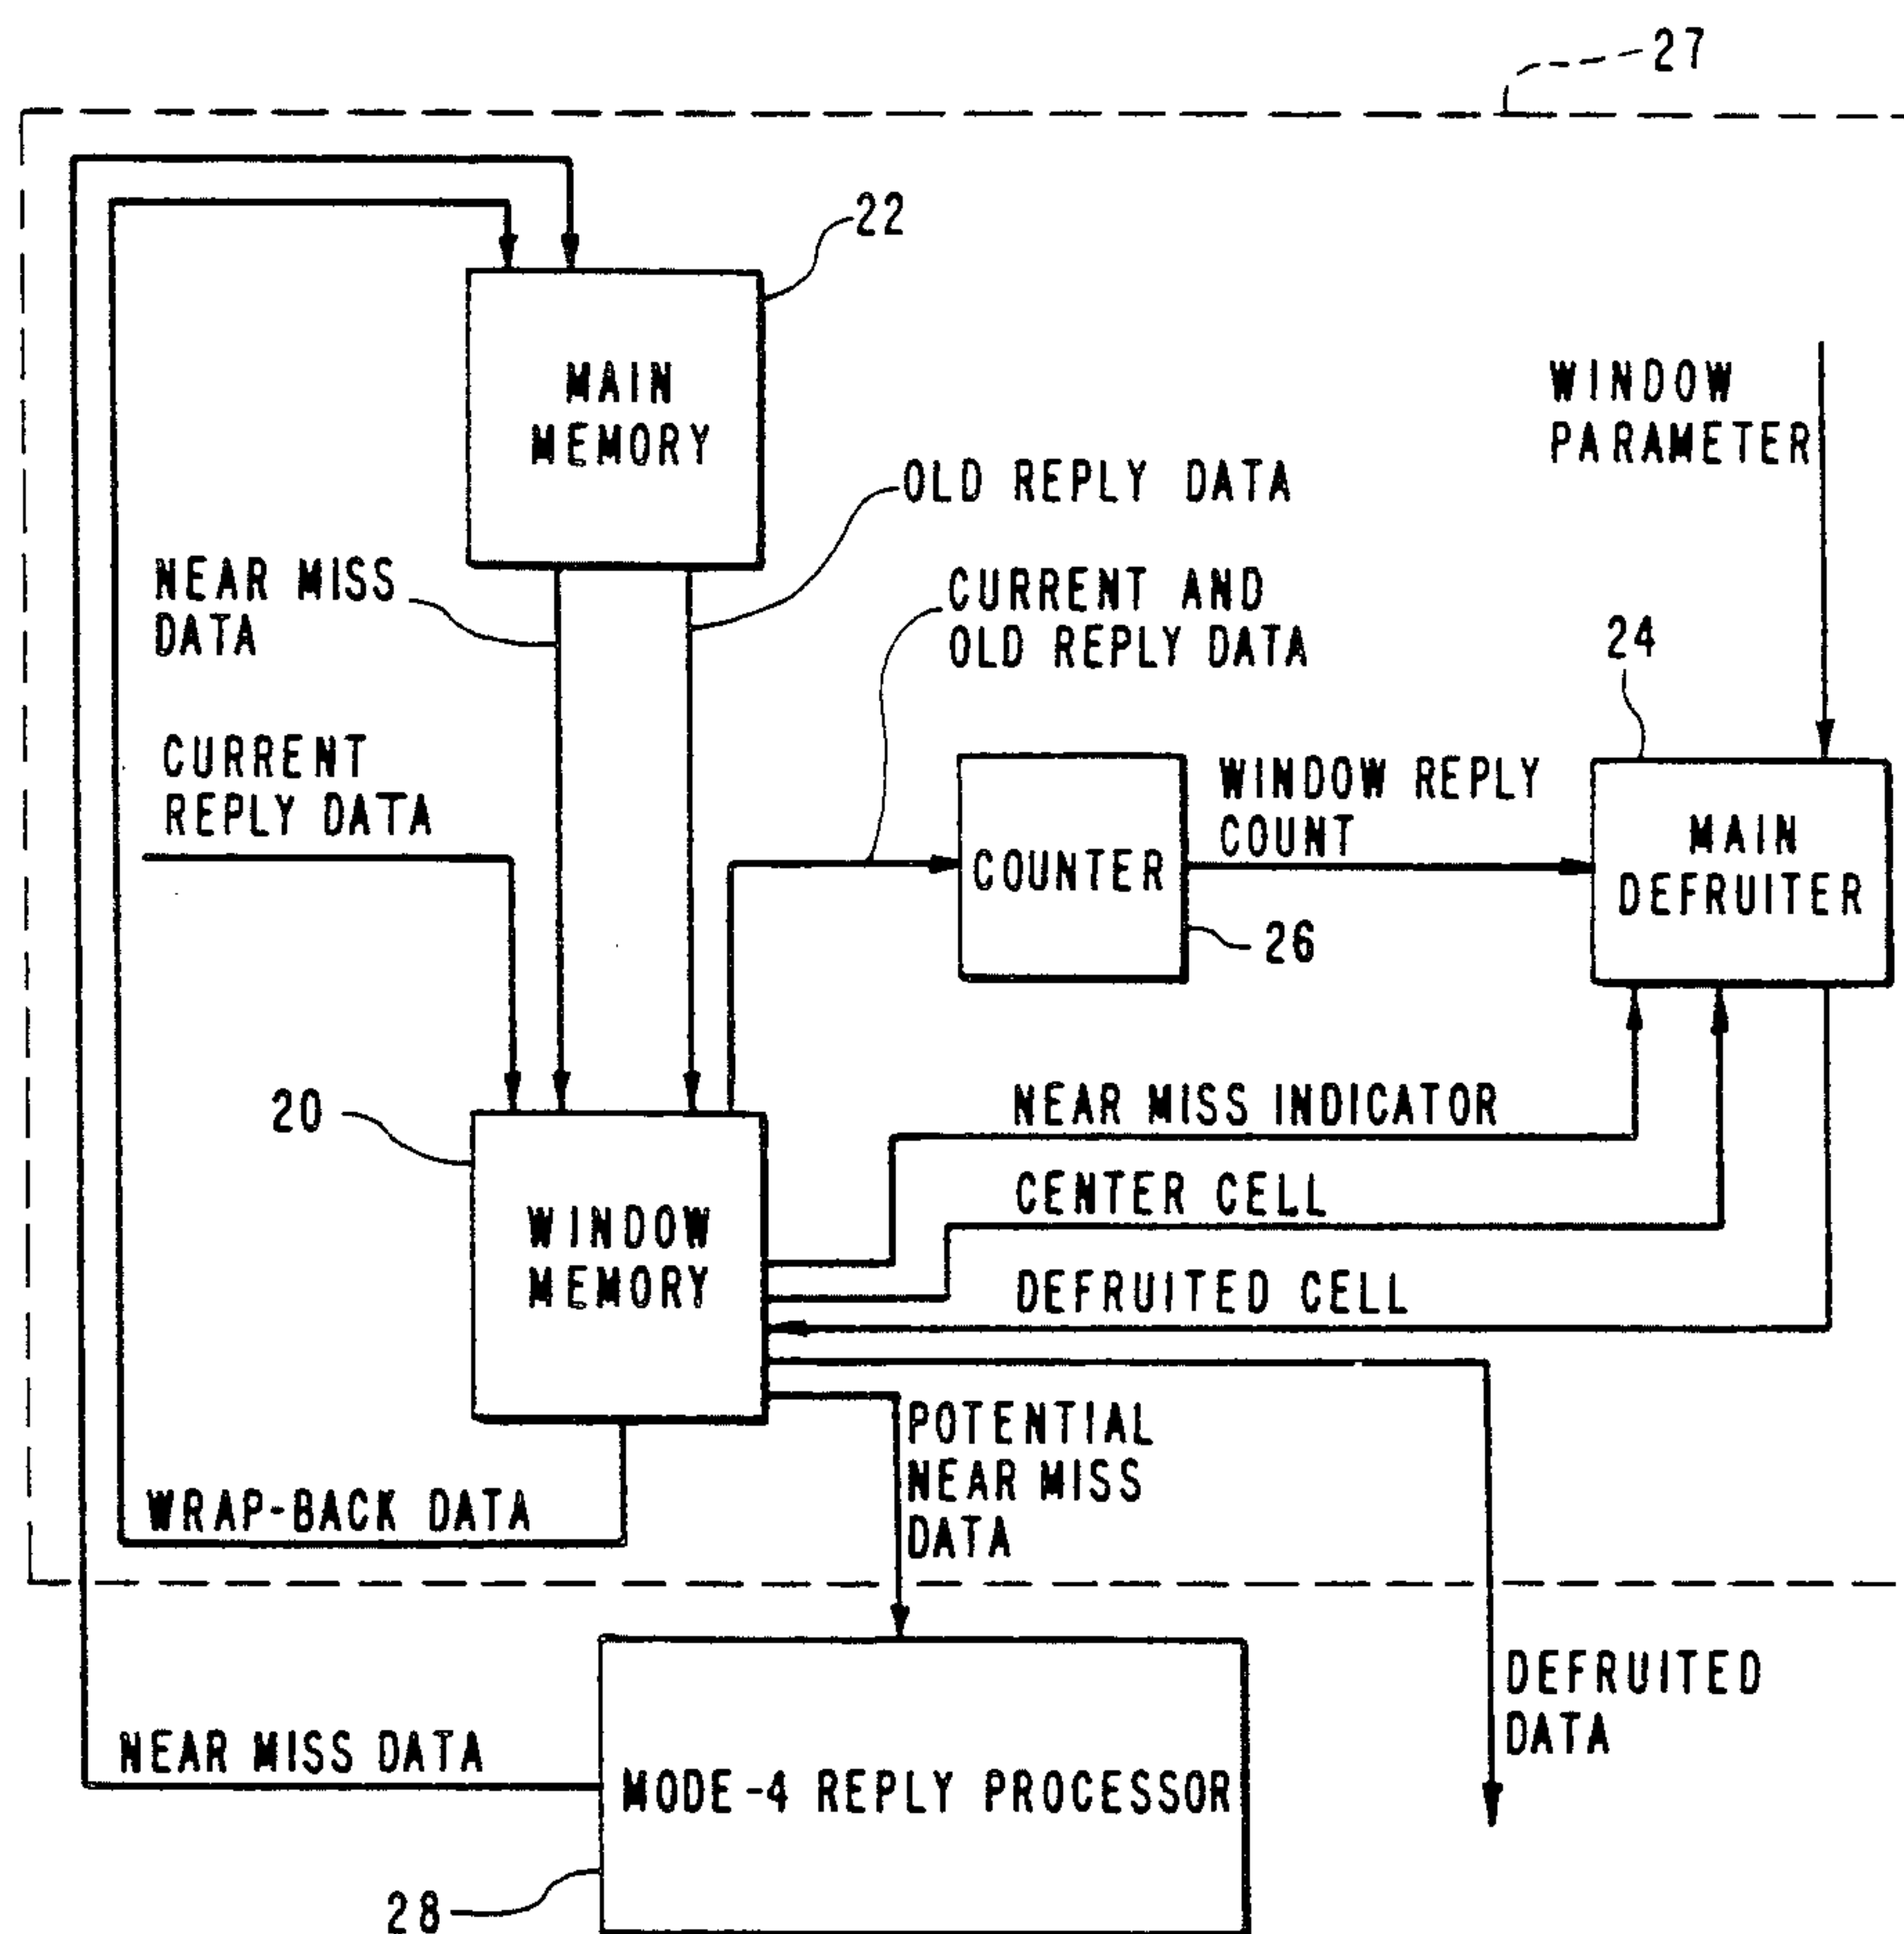 27
22
MAIN
MEMORY
WINDOW
PARAMETER
OLD REPLY DATA
NEAR MISS
DATA
CURRENT AND
OLD REPLY DATA
24
CURRENT
REPLY DATA
COUNTER
WINDOW REPLY
COUNT
MAIN
DEFRUITER
26
20
NEAR MISS INDICATOR
CENTER CELL
WINDOW
MEMORY
DEFRUITED CELL
POTENTIAL
NEAR MISS
DATA
WRAP-BACK DATA
DEFRUITED
DATA
NEAR MISS DATA
MODE-4 REPLY PROCESSOR
28